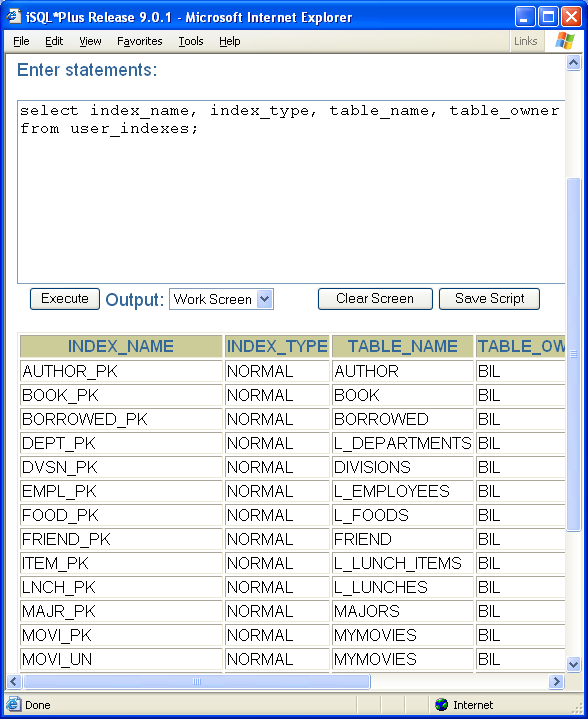 iSQL*Plus Release 9.0.1 - Microsoft Internet Explorer
File Edit View Favorites Tools Help Links
Enter statements:
select index_name, index_type, table_name, table_owner
from user_indexes;
Execute Output: Work Screen Clear Screen Save Script
INDEX_NAME INDEX_TYPE TABLE_NAME TABLE_OW
AUTHOR_PK NORMAL AUTHOR BIL
BOOK_PK NORMAL BOOK BIL
BORROWED_PK NORMAL BORROWED BIL
DEPT_PK NORMAL L_DEPARTMENTS BIL
DVSN_PK NORMAL DIVISIONS BIL
EMPL_PK NORMAL L_EMPLOYEES BIL
FOOD_PK NORMAL L_FOODS BIL
FRIEND_PK NORMAL FRIEND BIL
ITEM_PK NORMAL L_LUNCH_ITEMS BIL
LNCH_PK NORMAL L_LUNCHES BIL
MAJR_PK NORMAL MAJORS BIL
MOVI_PK NORMAL MYMOVIES BIL
MOVI_UN NORMAL MYMOVIES BIL
Done Internet